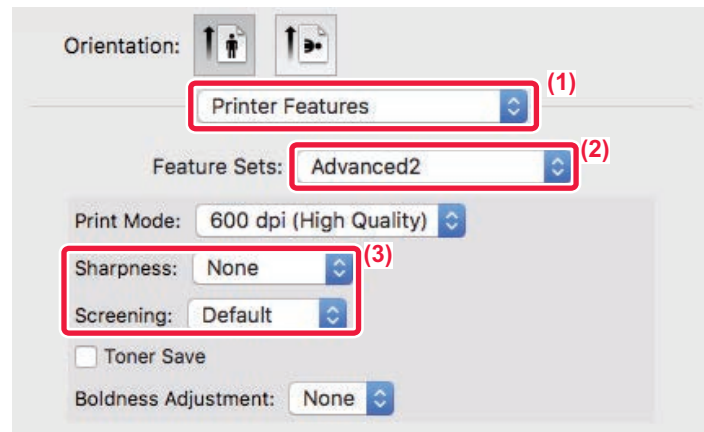 Orientation:
(1)
Printer Features
(2)
Feature Sets: Advanced2
Print Mode: 600 dpi (High Quality)
(3)
Sharpness: None
Screening: Default
Toner Save
Boldness Adjustment: None